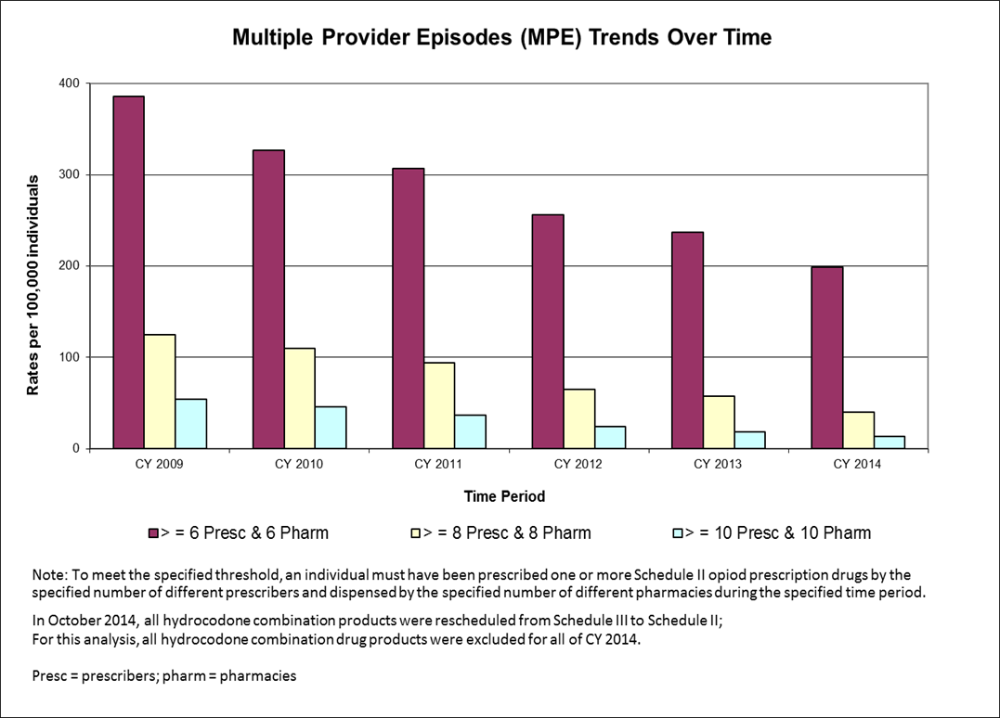 Multiple Provider Episodes (MPE) Trends Over Time
Rates per 100,000 individuals
400
300
200
100
0
CY 2009 CY 2010 CY 2011 CY 2012 CY 2013 CY 2014
Time Period
> = 6 Presc & 6 Pharm > = 8 Presc & 8 Pharm > = 10 Presc & 10 Pharm
Note: To meet the specified threshold, an individual must have been prescribed one or more Schedule II opiod prescription drugs by the
specified number of different prescribers and dispensed by the specified number of different pharmacies during the specified time period.
In October 2014, all hydrocodone combination products were rescheduled from Schedule III to Schedule II;
For this analysis, all hydrocodone combination drug products were excluded for all of CY 2014.
Presc = prescribers; pharm = pharmacies